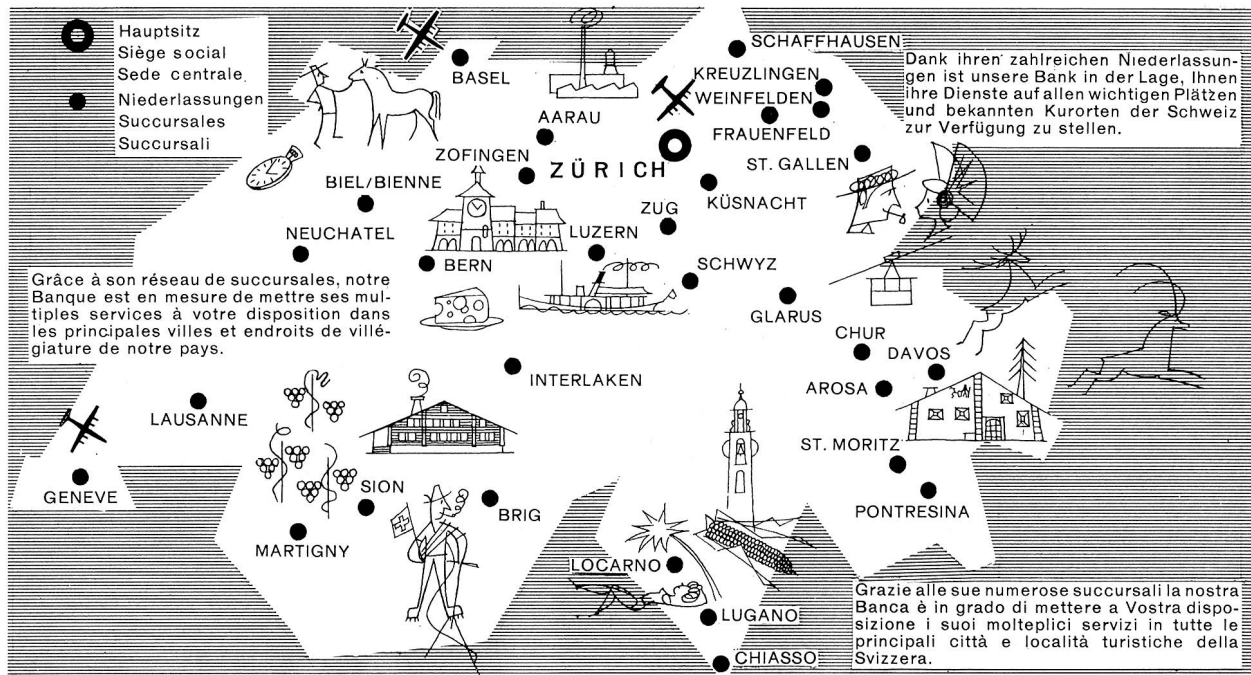 Hauptsitz
Siège social
Sede centrale
Niederlassungen
Succursales
Succursali
BASEL
SCHAFFHAUSEN
KREUZLINGEN
WEINFELDEN
FRAUENFELD
Dank ihren zahlreichen Niederlassun-
gen ist unsere Bank in der Lage, Ihnen
ihre Dienste auf allen wichtigen Plätzen
und bekannten Kurorten der Schweiz
zur Verfügung zu stellen.
AARAU
ZOFINGEN
ZÜRICH
ST. GALLEN
BIEL/BIENNE
KÜSNACHT
ZUG
NEUCHATEL
LUZERN
BERN
SCHWYZ
GLARUS
Grâce à son réseau de succursales, notre
Banque est en mesure de mettre ses mul-
tiples services à votre disposition dans
les principales villes et endroits de villé-
giature de notre pays.
CHUR
DAVOS
INTERLAKEN
AROSA
LAUSANNE
ST. MORITZ
GENEVE
SION
BRIG
PONTRESINA
MARTIGNY
LOCARNO
LUGANO
CHIASSO
Grazie alle sue numerose succursali la nostra
Banca è in grado di mettere a Vostra dispo-
sizione i suoi molteplici servizi in tutte le
principali città e località turistiche della
Svizzera.